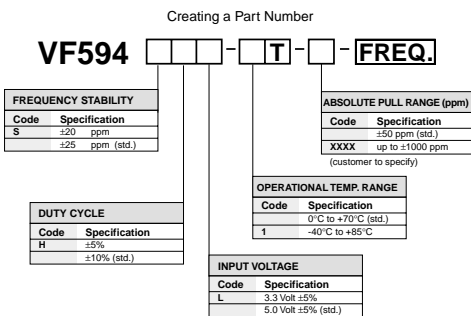 Creating a Part Number
VF594 - T - - FREQ.
FREQUENCY STABILITY
Code Specification
S ±20 ppm
±25 ppm (std.)
ABSOLUTE PULL RANGE (ppm)
Code Specification
±50 ppm (std.)
XXXX up to ±1000 ppm
(customer to specify)
OPERATIONAL TEMP. RANGE
Code Specification
0°C to +70°C (std.)
1 -40°C to +85°C
DUTY CYCLE
Code Specification
H ±5%
±10% (std.)
INPUT VOLTAGE
Code Specification
L 3.3 Volt ±5%
5.0 Volt ±5% (std.)